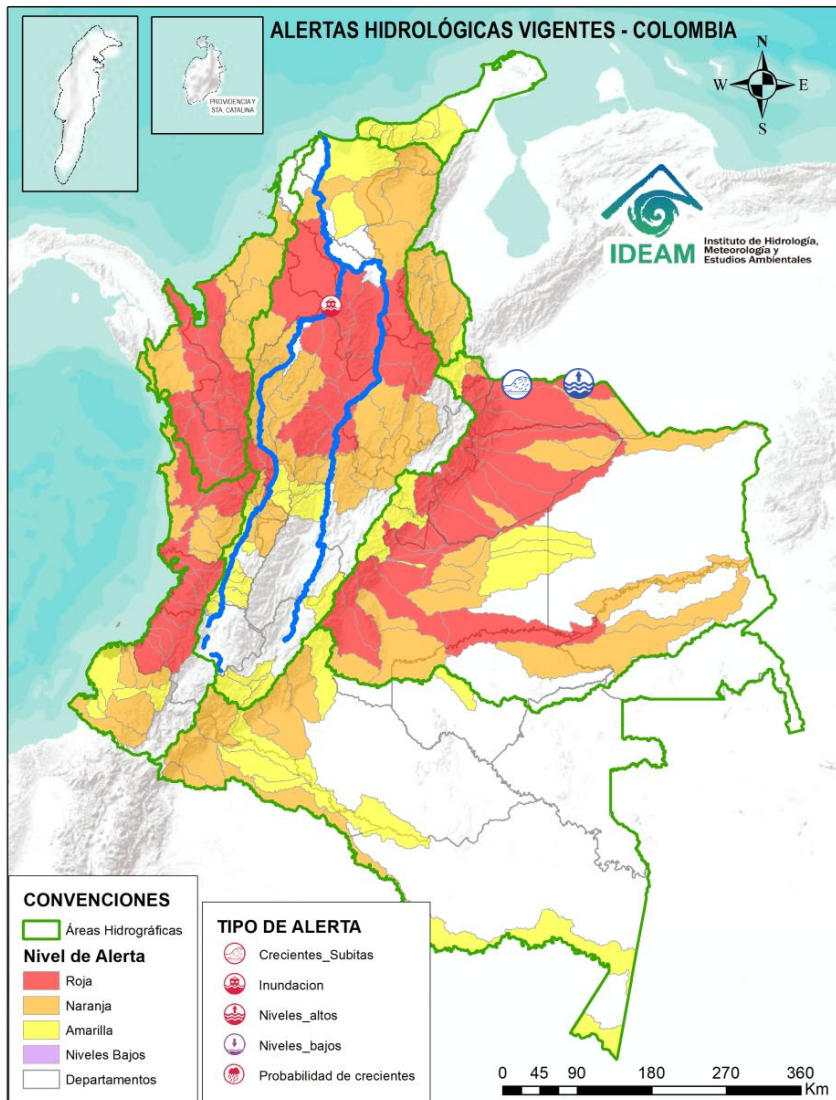 ALERTAS HIDROLÓGICAS VIGENTES - COLOMBIA
PROVIDENCIA Y
STA. CATALINA
N
W
E
S
IDEAM
Instituto de Hidrología,
Meteorología y
Estudios Ambientales
CONVENCIONES
Áreas Hidrográficas
Nivel de Alerta
Roja
Naranja
Amarilla
Niveles Bajos
Departamentos
TIPO DE ALERTA
Crecientes_Subitas
Inundacion
Niveles_altos
Niveles_bajos
Probabilidad de crecientes
0 45 90 180 270 360
Km